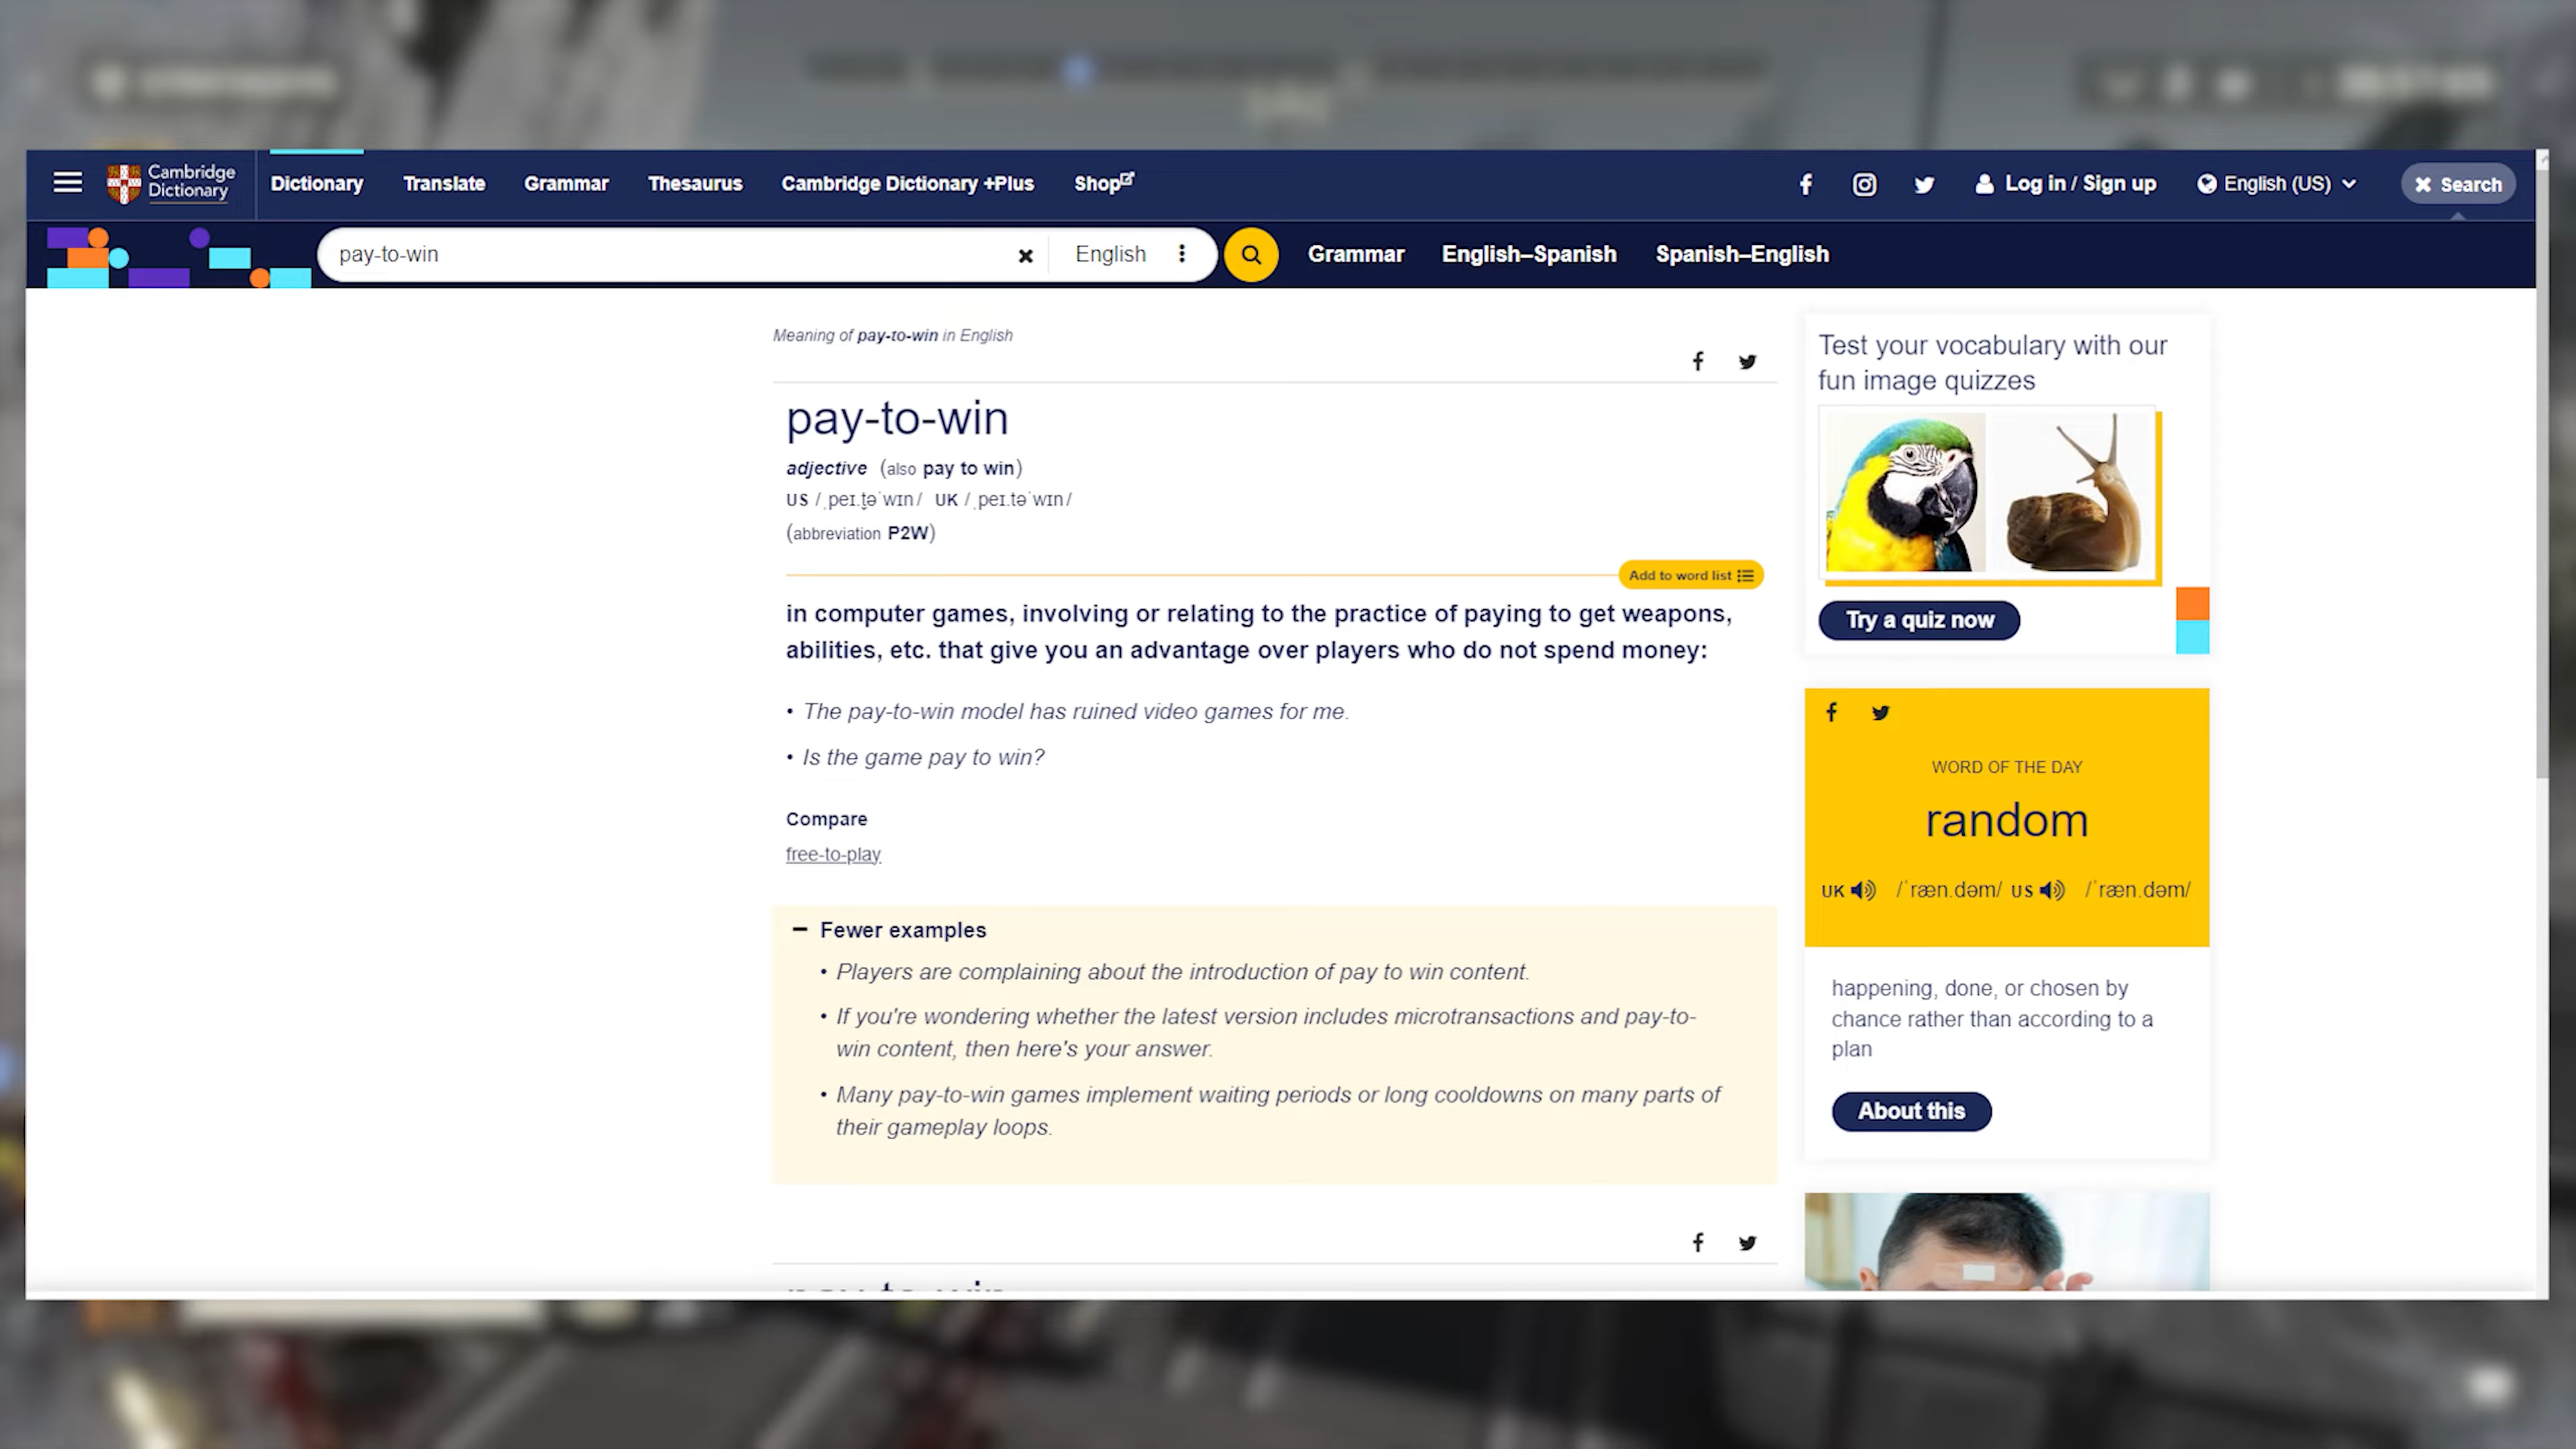 Cambridge
Dictionary
Dictionary Translate Grammar Thesaurus Cambridge Dictionary +Plus Shop
Log in / Sign up English (US) Search
pay-to-win English Grammar English–Spanish Spanish–English
Meaning of pay-to-win in English
pay-to-win
adjective (also pay to win)
US /ˌpeɪ.t̬əˈwɪn/ UK /ˌpeɪ.təˈwɪn/
(abbreviation P2W)
Add to word list
in computer games, involving or relating to the practice of paying to get weapons,
abilities, etc. that give you an advantage over players who do not spend money:
• The pay-to-win model has ruined video games for me.
• Is the game pay to win?
Compare
free-to-play
Fewer examples
• Players are complaining about the introduction of pay to win content.
• If you're wondering whether the latest version includes microtransactions and pay-to-
win content, then here's your answer.
• Many pay-to-win games implement waiting periods or long cooldowns on many parts of
their gameplay loops.
Test your vocabulary with our
fun image quizzes
Try a quiz now
WORD OF THE DAY
random
UK /ˈræn.dəm/ US /ˈræn.dəm/
happening, done, or chosen by
chance rather than according to a
plan
About this